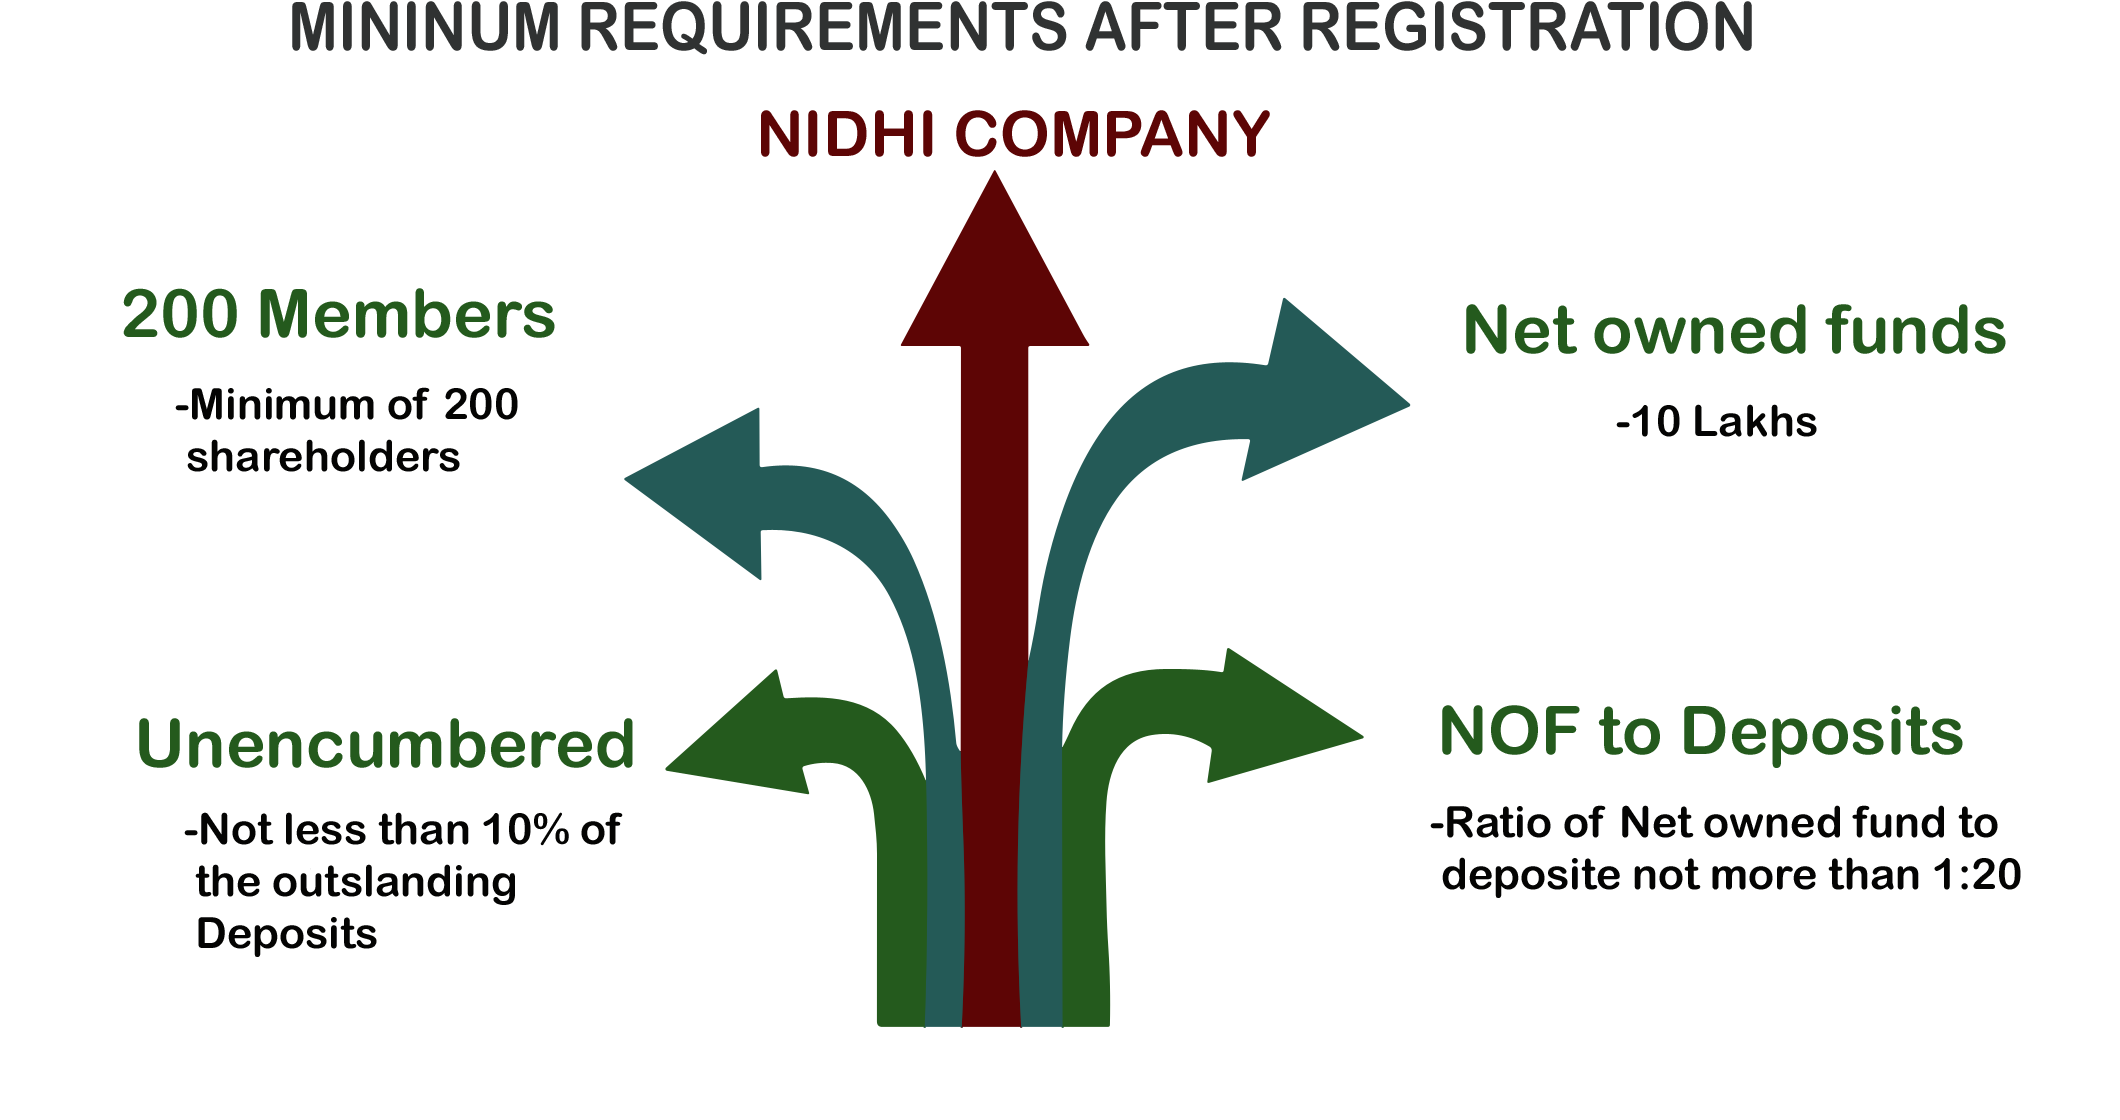 MININUM REQUIREMENTS AFTER REGISTRATION
NIDHI COMPANY
200 Members
-Minimum of 200
shareholders
Net owned funds
-10 Lakhs
Unencumbered
-Not less than 10% of
the outslanding
Deposits
NOF to Deposits
-Ratio of Net owned fund to
deposite not more than 1:20